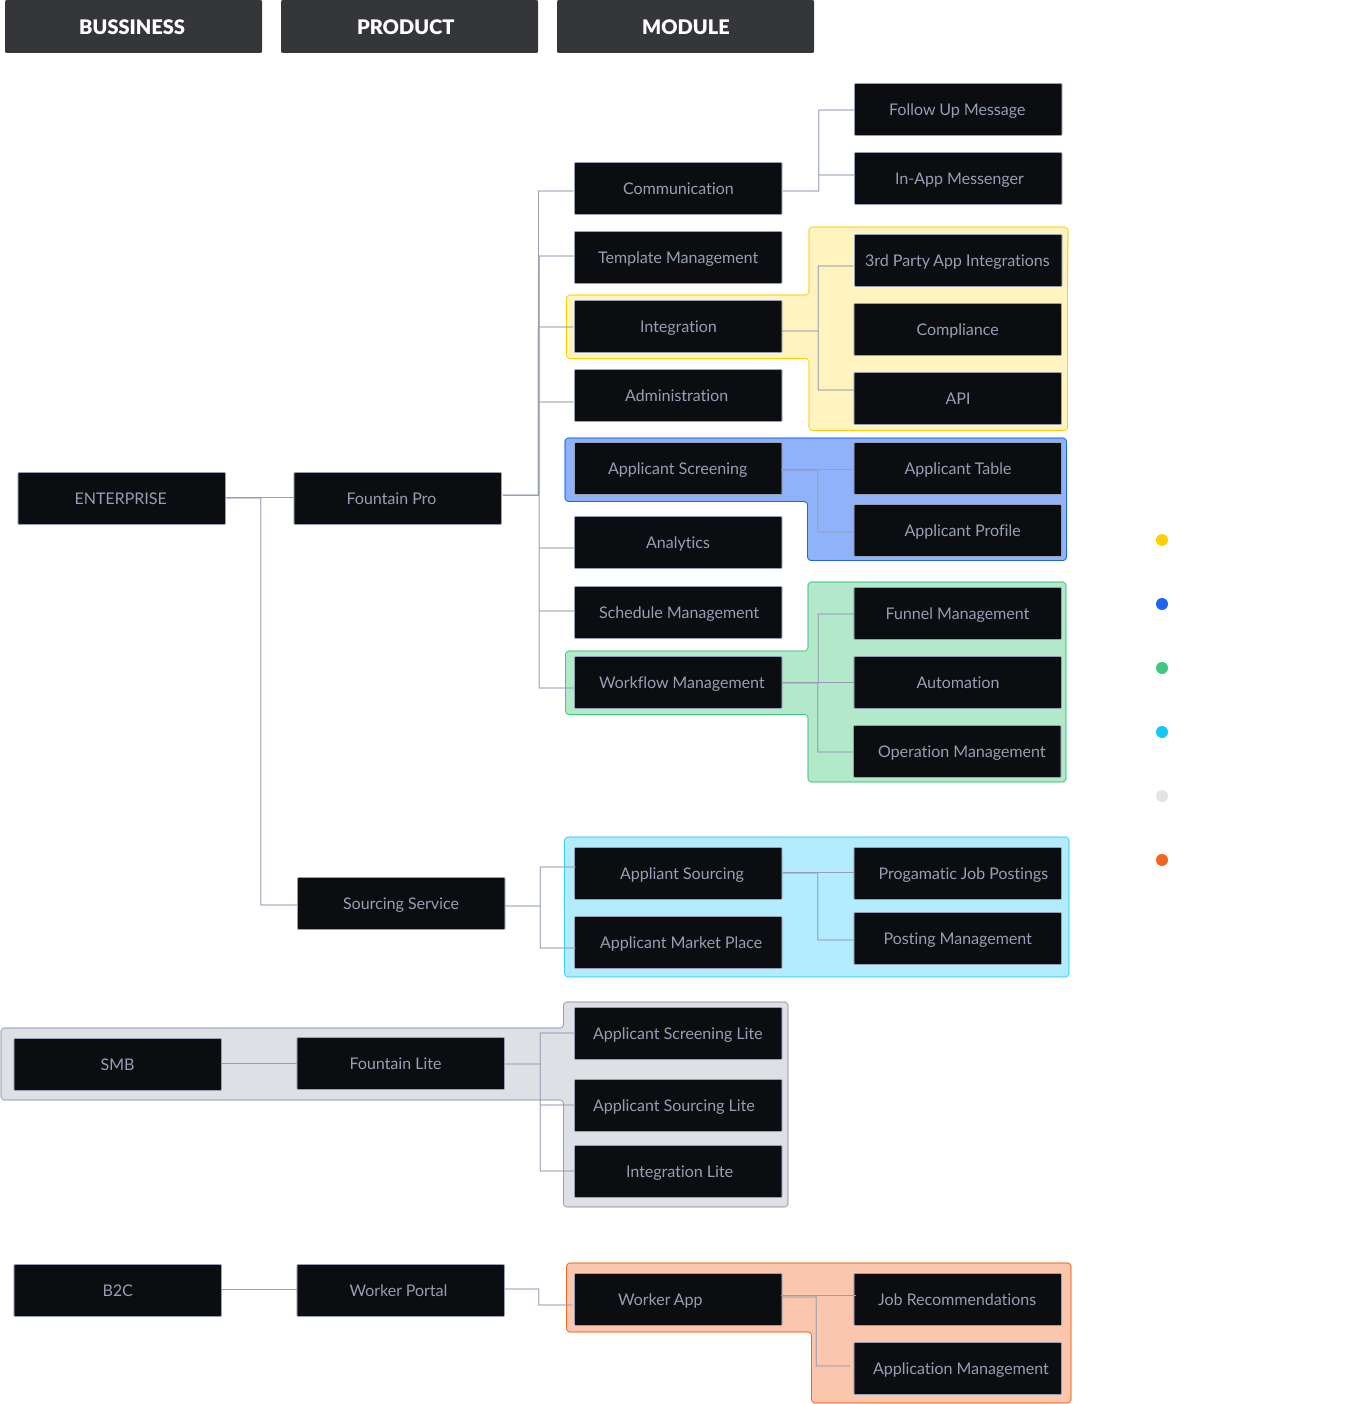 BUSSINESS
PRODUCT
MODULE
Follow Up Message
In-App Messenger
Communication
Template Management
3rd Party App Integrations
Integration
Compliance
Administration
API
Applicant Screening
Applicant Table
ENTERPRISE
Fountain Pro
Applicant Profile
Analytics
Schedule Management
Funnel Management
Workflow Management
Automation
Operation Management
Sourcing Service
Appliant Sourcing
Progamatic Job Postings
Applicant Market Place
Posting Management
SMB
Fountain Lite
Applicant Screening Lite
Applicant Sourcing Lite
Integration Lite
B2C
Worker Portal
Worker App
Job Recommendations
Application Management